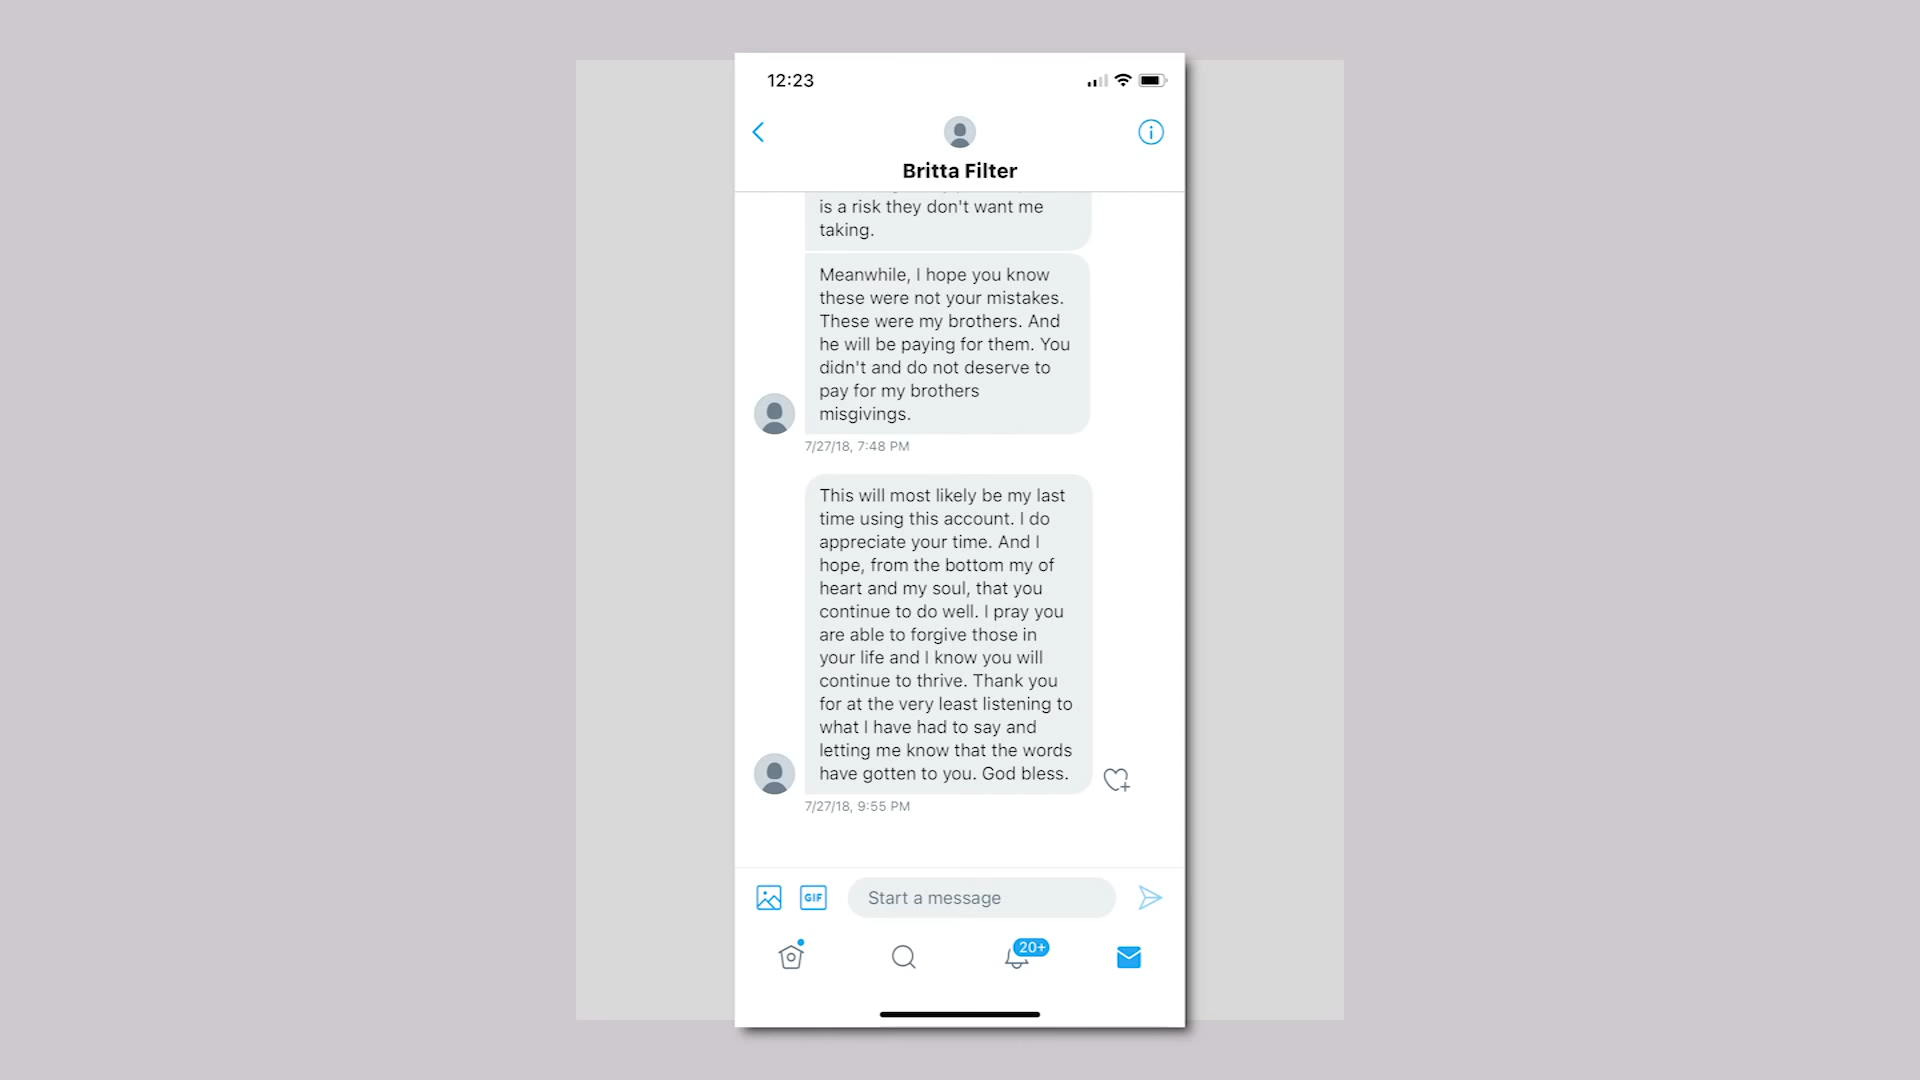 12:23
Britta Filter
is a risk they don't want me
taking.
Meanwhile, I hope you know
these were not your mistakes.
These were my brothers. And
he will be paying for them. You
didn't and do not deserve to
pay for my brothers
misgivings.
7/27/18, 7:48 PM
This will most likely be my last
time using this account. I do
appreciate your time. And I
hope, from the bottom my of
heart and my soul, that you
continue to do well. I pray you
are able to forgive those in
your life and I know you will
continue to thrive. Thank you
for at the very least listening to
what I have had to say and
letting me know that the words
have gotten to you. God bless.
7/27/18, 9:55 PM
GIF
Start a message
20+